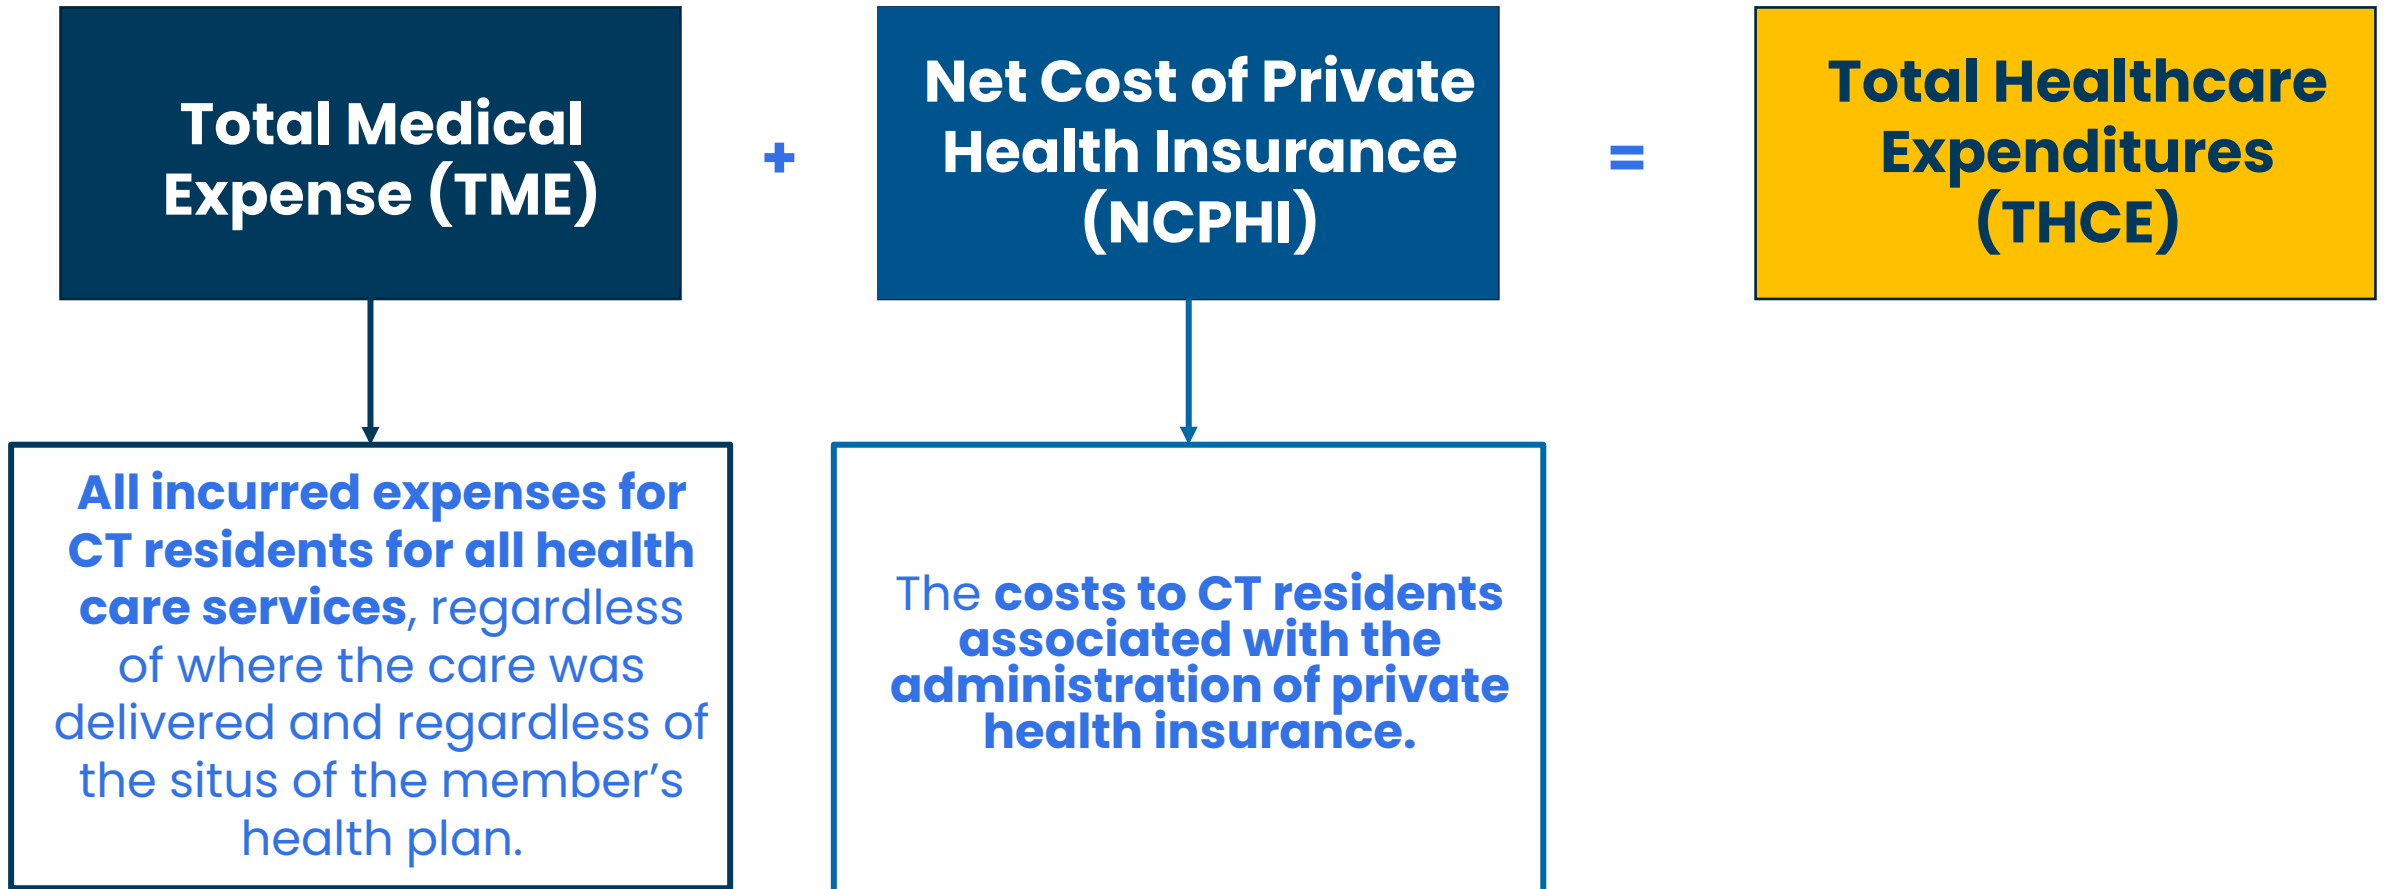 Total Medical
Expense (TME)
+
Net Cost of Private
Health Insurance
(NCPHI)
=
Total Healthcare
Expenditures
(THCE)
All incurred expenses for
CT residents for all health
care services, regardless
of where the care was
delivered and regardless of
the situs of the member’s
health plan.
The costs to CT residents
associated with the
administration of private
health insurance.